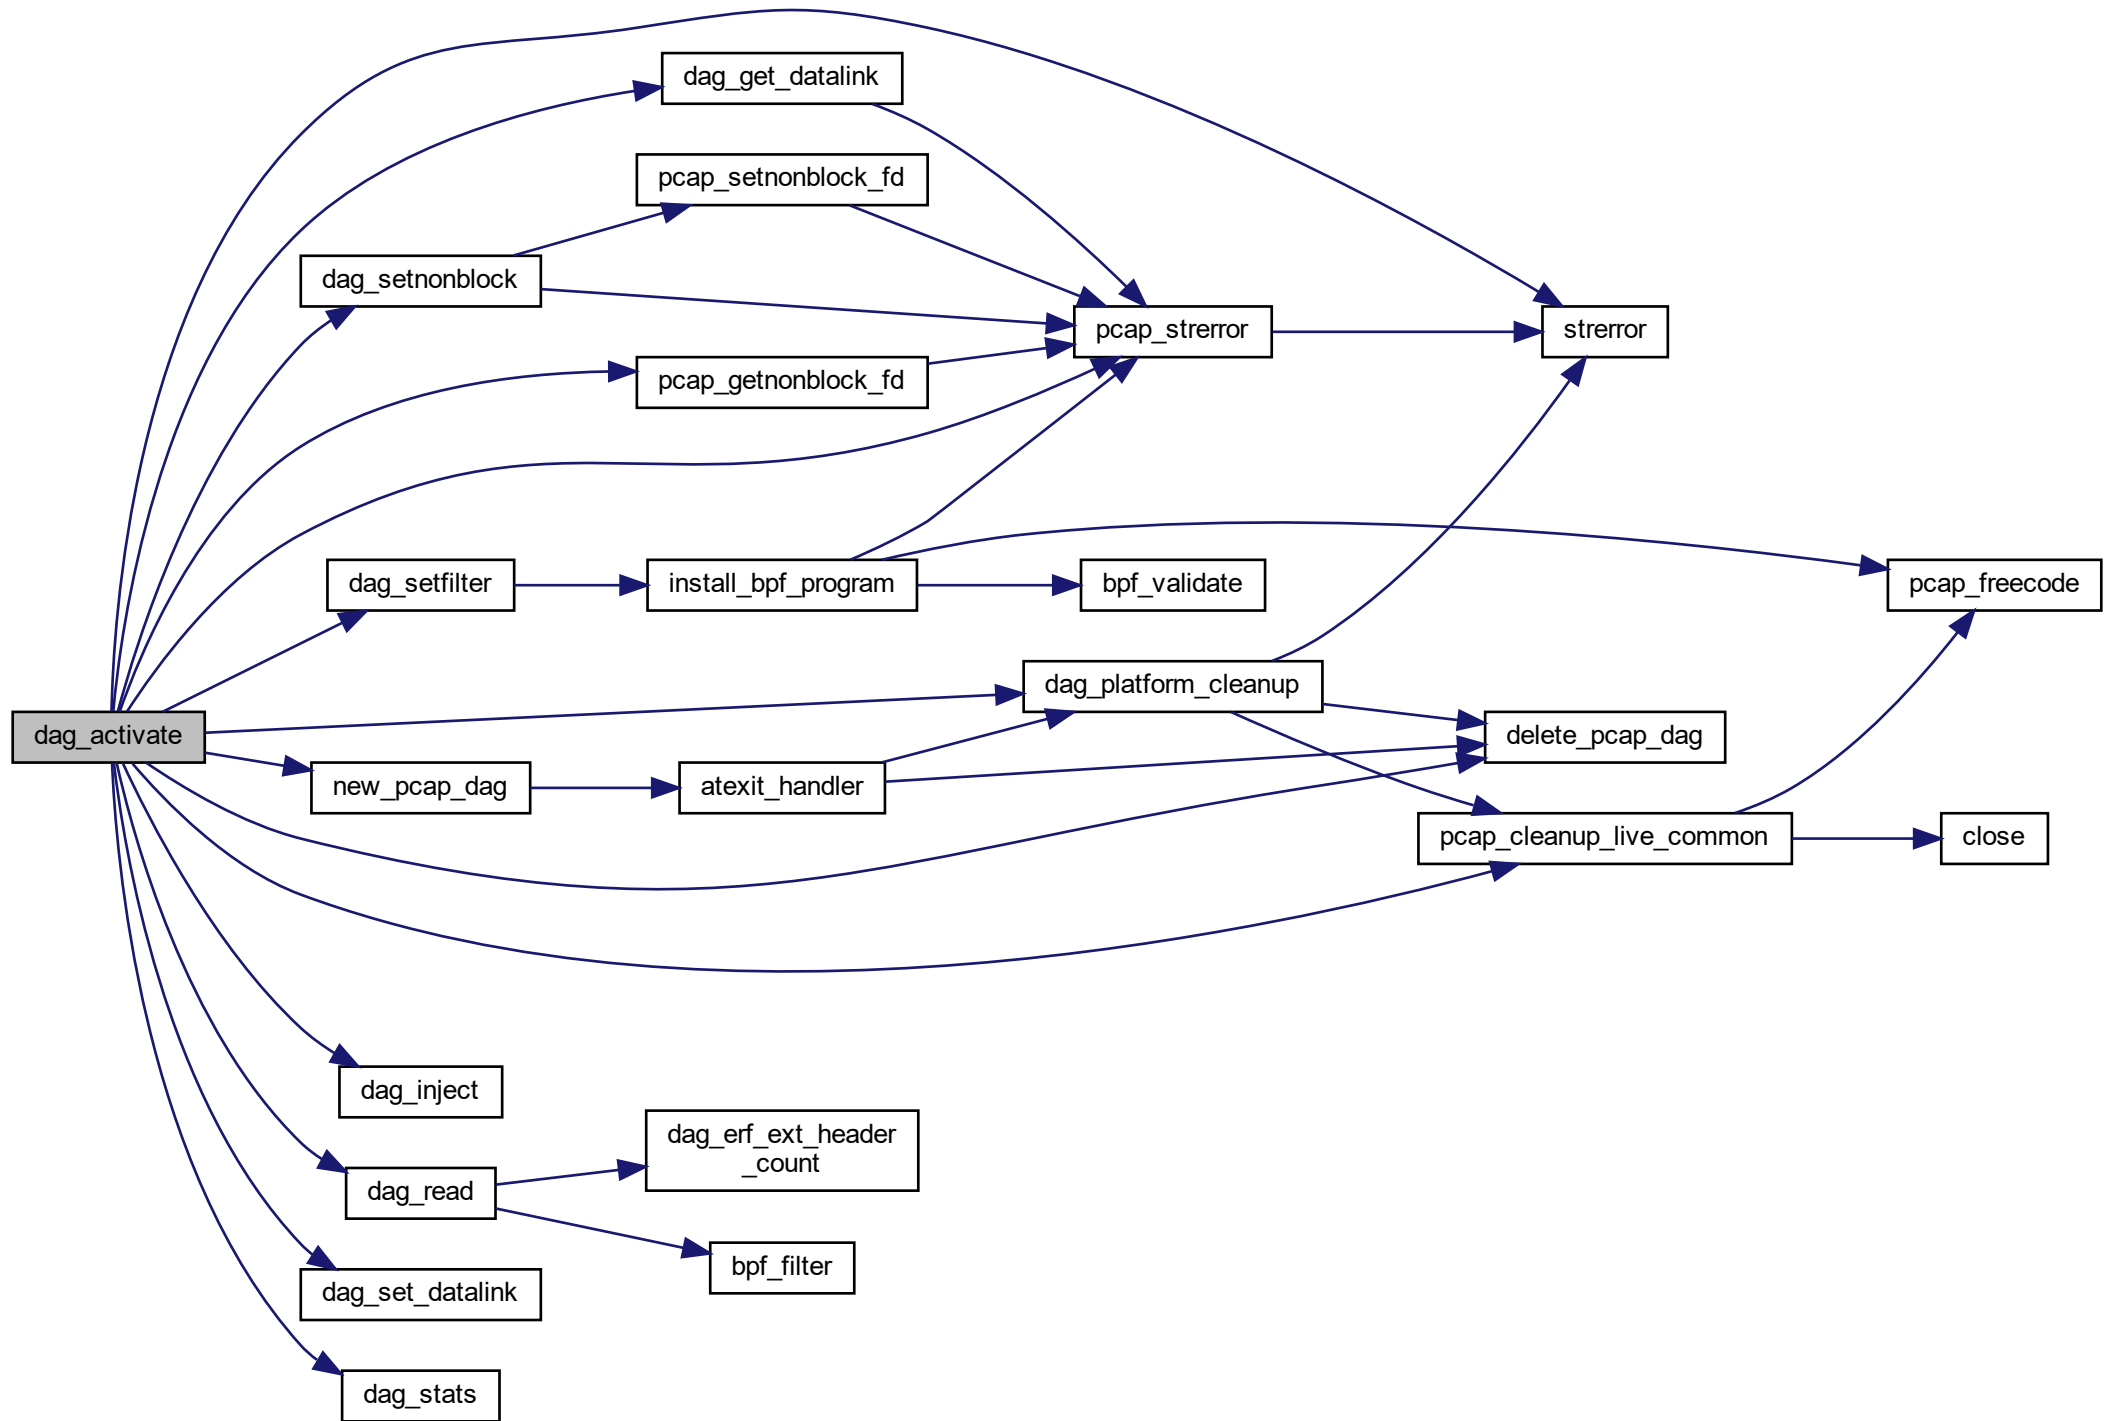 dag_get_datalink
pcap_setnonblock_fd
dag_setnonblock
pcap_strerror
strerror
pcap_getnonblock_fd
dag_setfilter
install_bpf_program
bpf_validate
pcap_freecode
dag_platform_cleanup
dag_activate
delete_pcap_dag
new_pcap_dag
atexit_handler
pcap_cleanup_live_common
close
dag_inject
dag_erf_ext_header
_count
dag_read
bpf_filter
dag_set_datalink
dag_stats